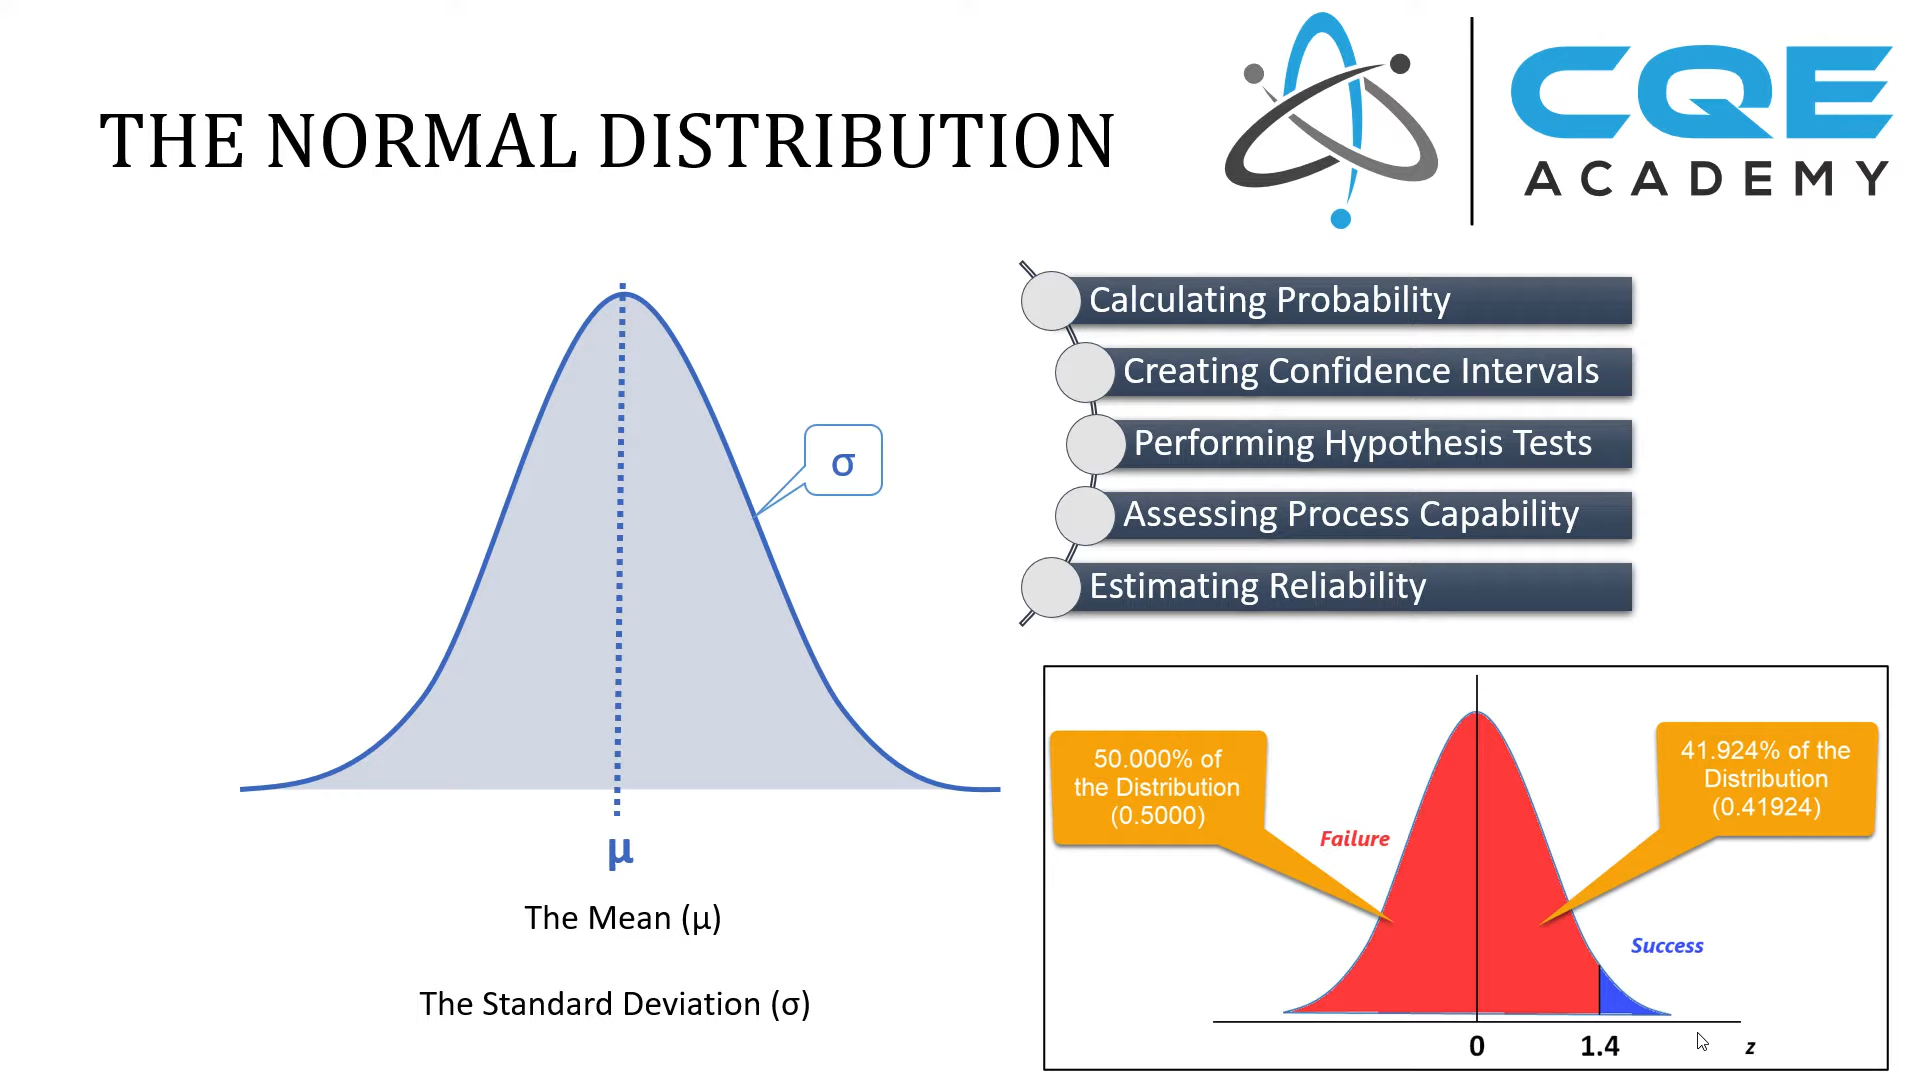 THE NORMAL DISTRIBUTION
CQE
ACADEMY
σ
μ
The Mean (μ)
The Standard Deviation (σ)
Calculating Probability
Creating Confidence Intervals
Performing Hypothesis Tests
Assessing Process Capability
Estimating Reliability
50.000% of
the Distribution
(0.5000)
41.924% of the
Distribution
(0.41924)
Failure
Success
0
1.4
z